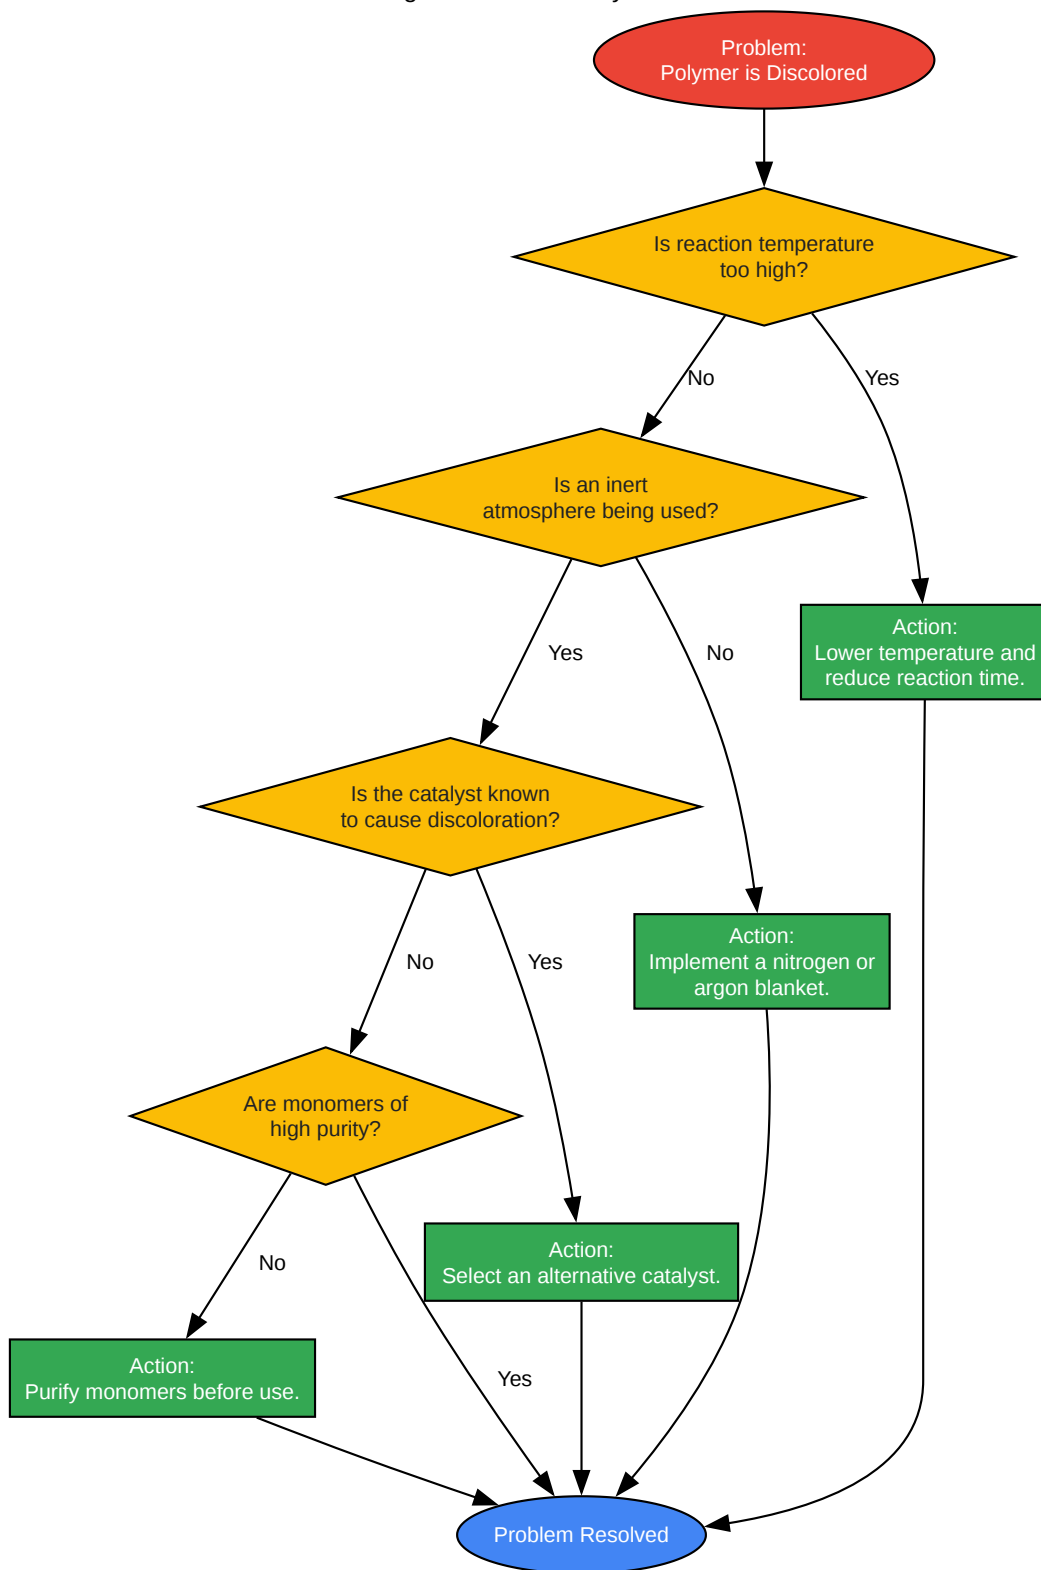 Problem:
Polymer is Discolored
Is reaction temperature
too high?
No
Yes
Is an inert
atmosphere being used?
Action:
Lower temperature and
reduce reaction time.
Yes
No
Is the catalyst known
to cause discoloration?
Action:
Implement a nitrogen or
argon blanket.
No
Yes
Are monomers of
high purity?
Action:
Select an alternative catalyst.
No
Action:
Purify monomers before use.
Yes
Problem Resolved